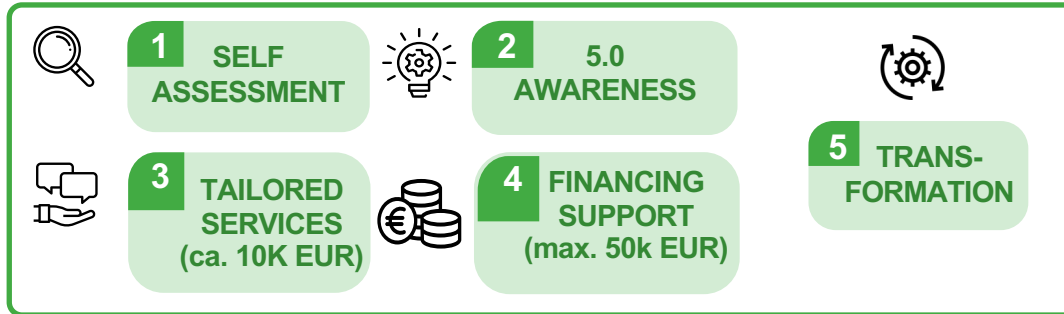 1
SELF
ASSESSMENT
2
5.0
AWARENESS
3
TAILORED
SERVICES
(ca. 10K EUR)
€
4
FINANCING
SUPPORT
(max. 50k EUR)
5
TRANS-
FORMATION